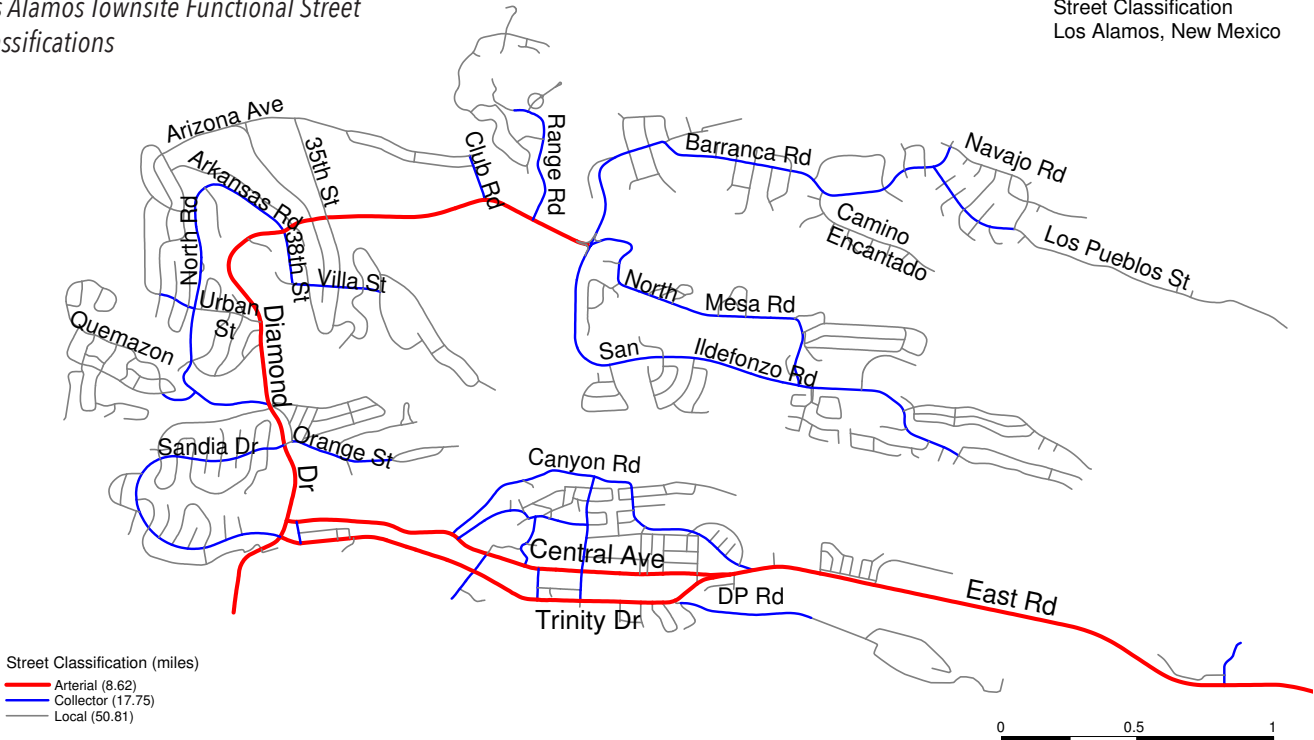 s Alamos Townsite Functional Street
ssifications
Street Classification
Los Alamos, New Mexico
Arizona Ave
35th St
Club Rd
Range Rd
Barranca Rd
Navajo Rd
Arkansas Rd
North Rd
38th St
Villa St
Camino
Encantado
Los Pueblos St
Urban
St
Quemazon
Diamond
Dr
North Mesa Rd
San Ildefonzo Rd
Sandia Dr
Orange St
Canyon Rd
Central Ave
DP Rd
East Rd
Trinity Dr
Street Classification (miles)
Arterial (8.62)
Collector (17.75)
Local (50.81)
0 0.5 1